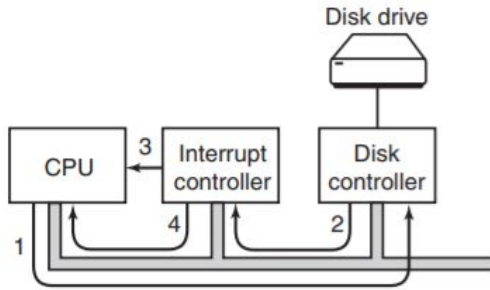 Disk drive
CPU
3
Interrupt
controller
Disk
controller
1
4
2